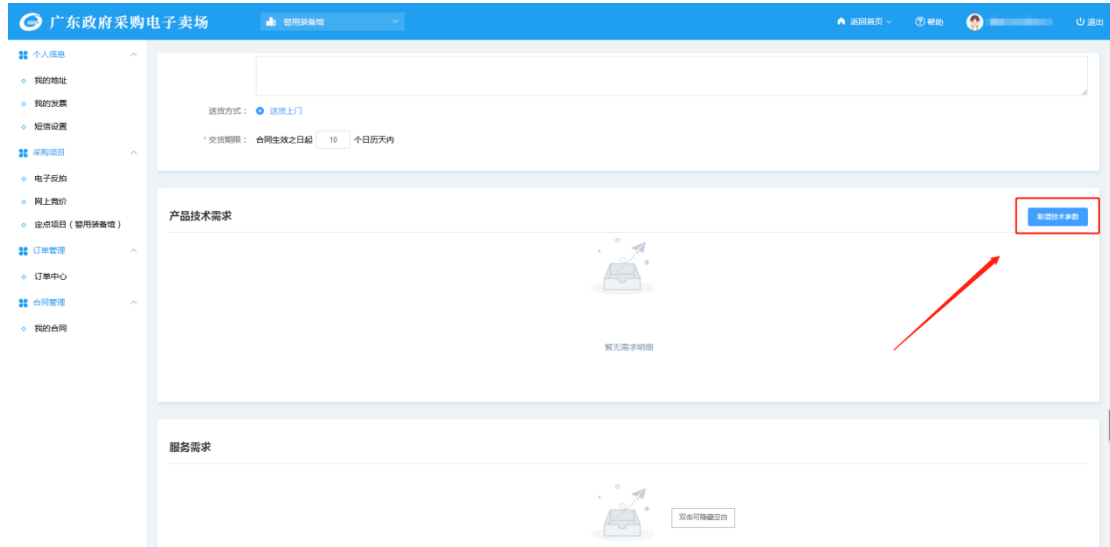 广东政府采购电子卖场
警用装备馆
返回首页
帮助
退出
个人信息
我的地址
我的发票
短信设置
采购项目
电子反拍
网上竞价
定点项目（警用装备馆）
订单管理
订单中心
合同管理
我的合同
送货方式： 送货上门
*交货期限： 合同生效之日起 10 个日历天内
产品技术需求
新增技术参数
暂无需求明细
服务需求
双击可隐藏空白